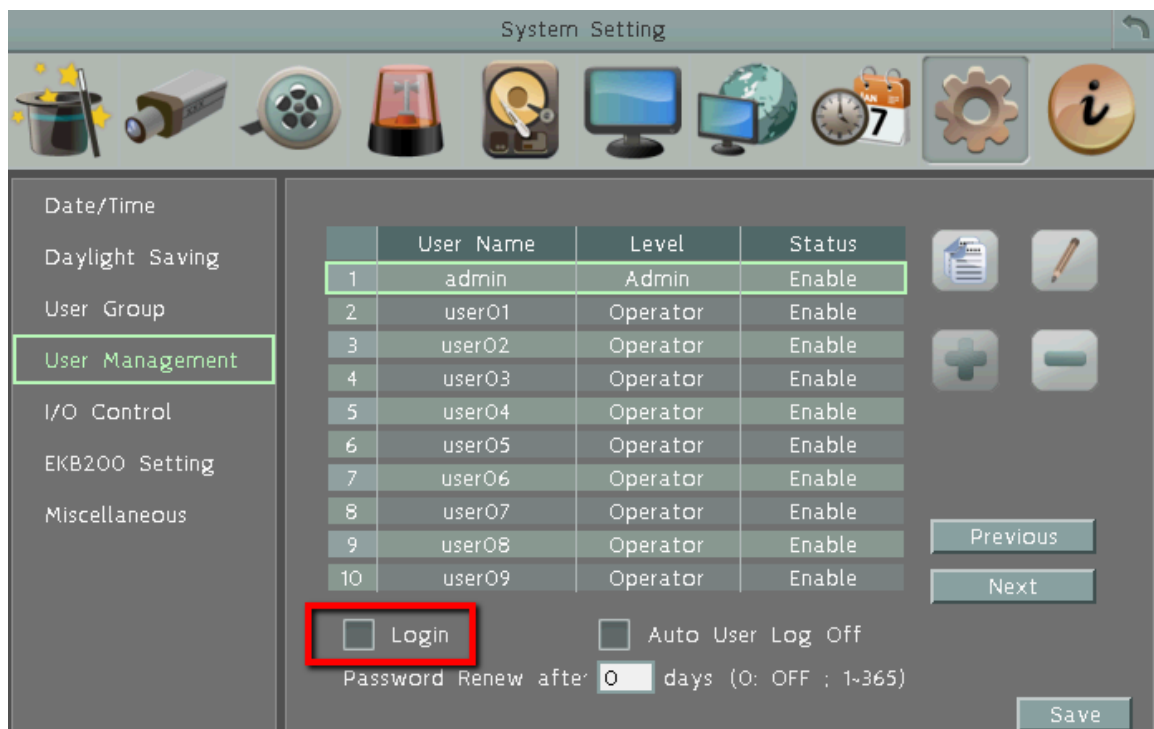 System Setting
JAN
7
i
Date/Time
Daylight Saving
User Group
User Management
I/O Control
EKB200 Setting
Miscellaneous
User Name Level Status
1 admin Admin Enable
2 user01 Operator Enable
3 user02 Operator Enable
4 user03 Operator Enable
5 user04 Operator Enable
6 user05 Operator Enable
7 user06 Operator Enable
8 user07 Operator Enable
9 user08 Operator Enable
10 user09 Operator Enable
Previous
Next
Login Auto User Log Off
Password Renew after 0 days (0: OFF ; 1~365)
Save